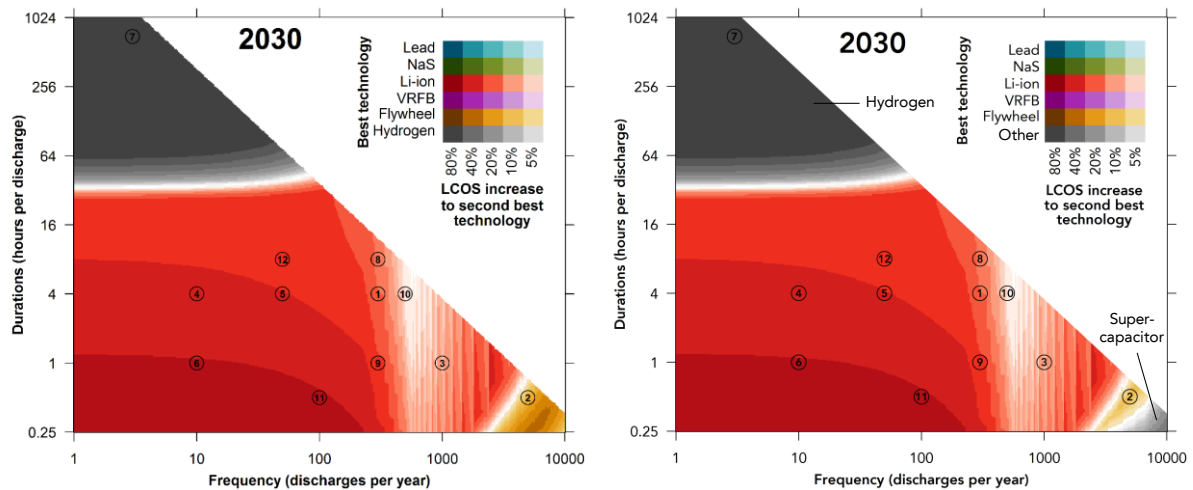 2030
Best technology
Lead
NaS
Li-ion
VRFB
Flywheel
Hydrogen
80%
40%
20%
10%
5%
LCOS increase
to second best
technology
Durations (hours per discharge)
1024
256
64
16
4
1
0.25
7
12
8
4
5
1
10
6
9
3
11
2
1
10
100
1000
10000
Frequency (discharges per year)
2030
Best technology
Lead
NaS
Li-ion
VRFB
Flywheel
Other
80%
40%
20%
10%
5%
LCOS increase
to second best
technology
Hydrogen
Super-
capacitor
Durations (hours per discharge)
1024
256
64
16
4
1
0.25
7
12
8
4
5
1
10
6
9
3
11
2
1
10
100
1000
10000
Frequency (discharges per year)